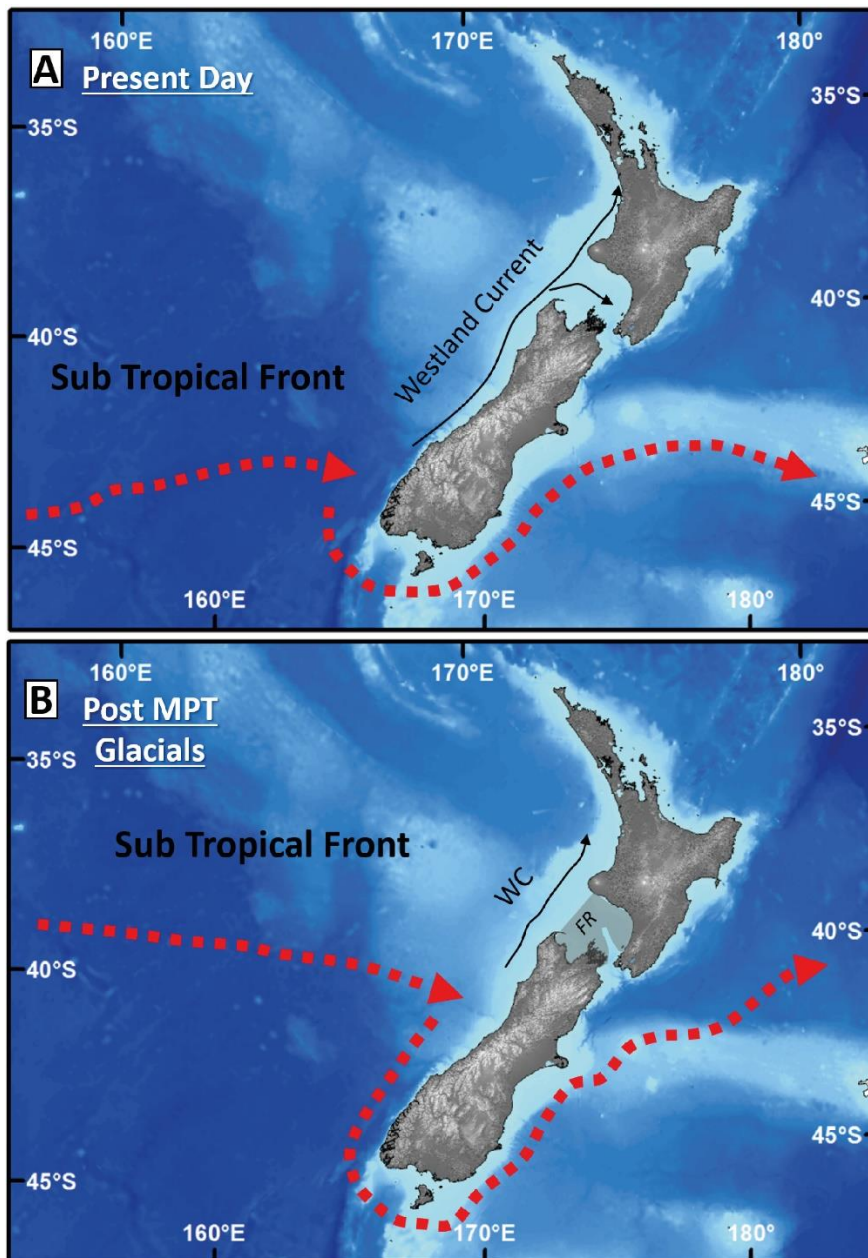 160°E 170°E 180°
A Present Day
35°S 35°S
Westland Current
40°S 40°S
Sub Tropical Front
45°S 45°S
160°E 170°E 180°
160°E 170°E 180°
B Post MPT
Glacials
35°S 35°S
Sub Tropical Front
WC
FR
40°S 40°S
45°S 45°S
160°E 170°E 180°